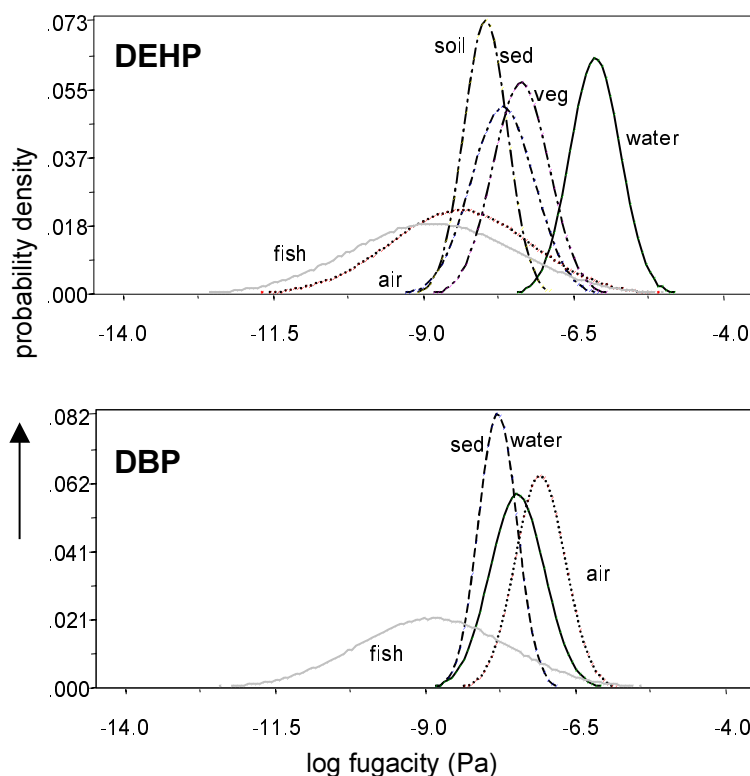 probability density
DEHP
.073
.055
.037
.018
.000
soil
sed
veg
water
fish
air
-14.0 -11.5 -9.0 -6.5 -4.0
DBP
.082
.062
.041
.021
.000
sed water
air
fish
-14.0 -11.5 -9.0 -6.5 -4.0
log fugacity (Pa)